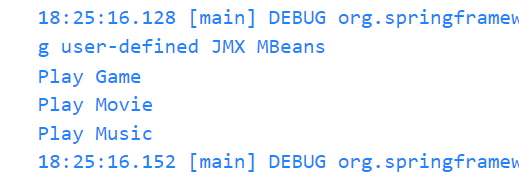 18:25:16.128 [main] DEBUG org.springframew
g user-defined JMX MBeans
Play Game
Play Movie
Play Music
18:25:16.152 [main] DEBUG org.springframew